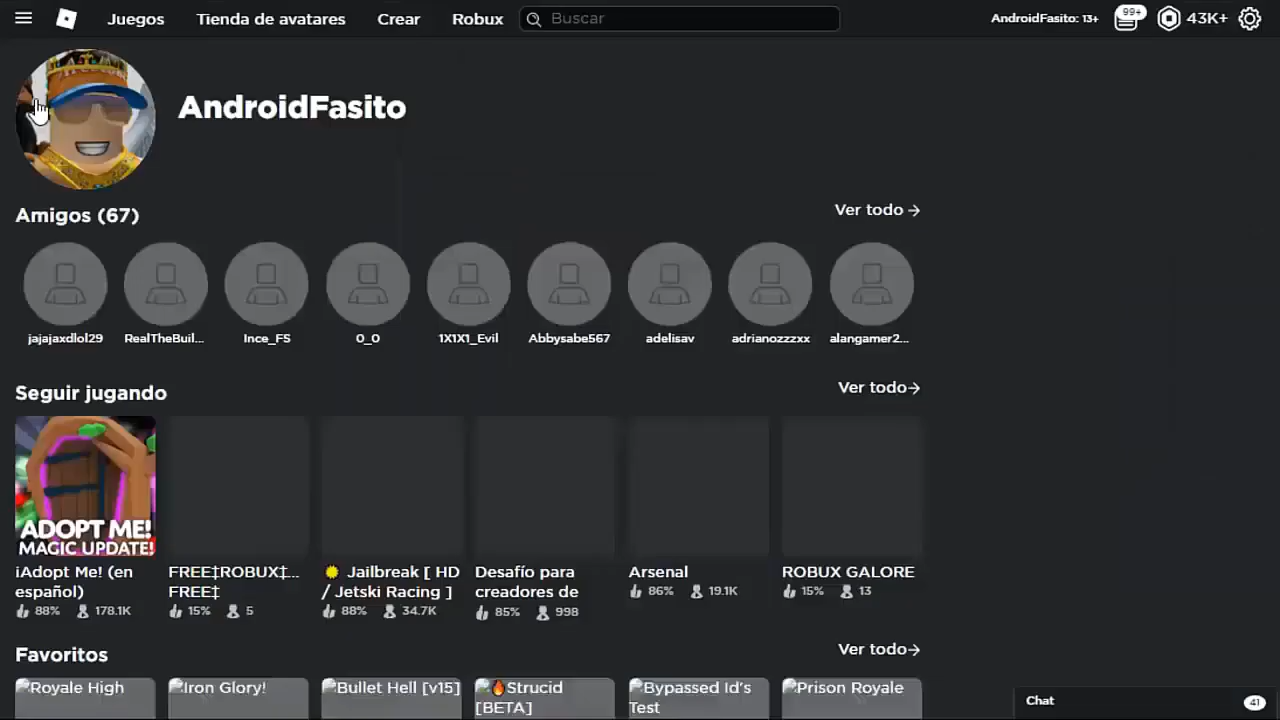 Juegos Tienda de avatares Crear Robux Buscar AndroidFasito: 13+ 99+ 43K+
AndroidFasito
Amigos (67) Ver todo →
jajajaxdlol29 RealTheBuil... Ince_FS 0_0 1X1X1_Evil Abbysabe567 adelisav adrianozzzxx alangamer2...
Seguir jugando Ver todo→
ADOPT ME!
MAGIC UPDATE!
¡Adopt Me! (en FREE‡ROBUX‡... Jailbreak [ HD Desafío para Arsenal ROBUX GALORE
español) FREE‡ / Jetski Racing ] creadores de 86% 19.1K 15% 13
88% 178.1K 15% 5 88% 34.7K 85% 998
Favoritos Ver todo→
Royale High Iron Glory! Bullet Hell [v15] 🔥Strucid Bypassed Id's Prison Royale
[BETA] Test
Chat 41